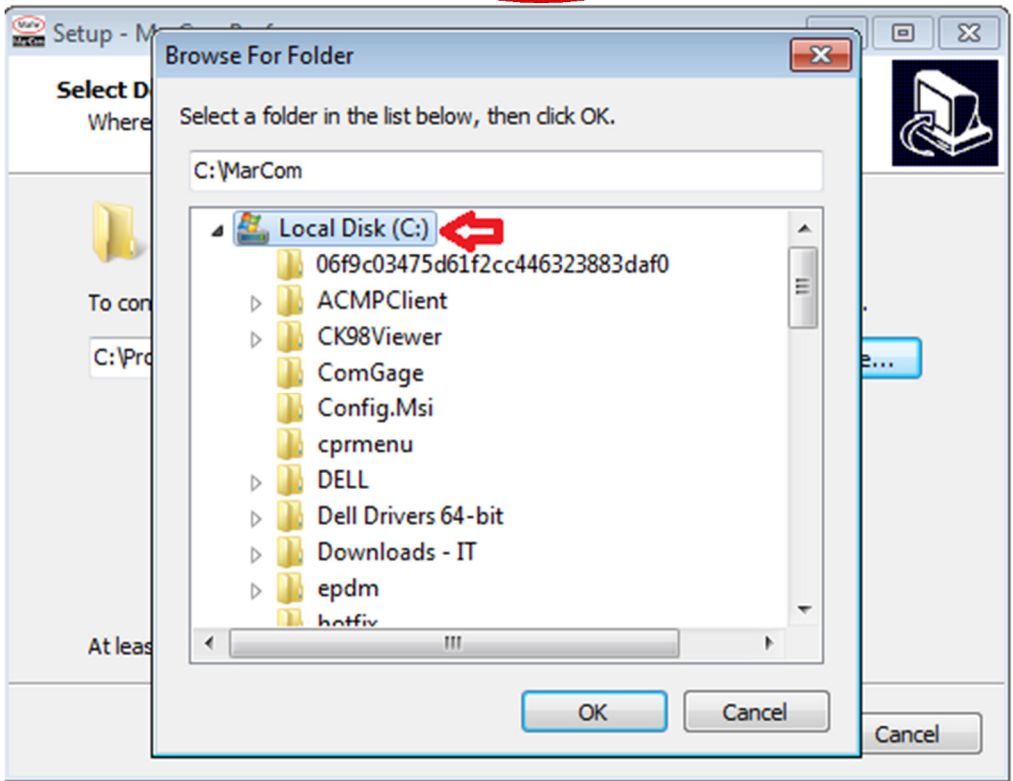 Setup - M
Browse For Folder
Select D
Where
Select a folder in the list below, then click OK.
C:\MarCom
Local Disk (C:)
06f9c03475d61f2cc446323883daf0
ACMPClient
To con
CK98Viewer
C:\Pro
e...
ComGage
Config.Msi
cprmenu
DELL
Dell Drivers 64-bit
Downloads - IT
epdm
hotfix
At leas
OK
Cancel
Cancel